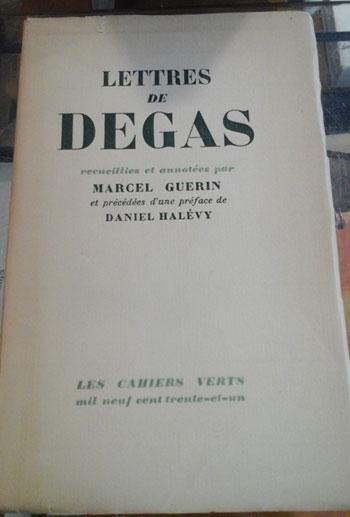 LETTRES
DE
DEGAS
recueillies et annotées par
MARCEL GUERIN
et précédées d'une préface de
DANIEL HALÉVY
LES CAHIERS VERTS
mil neuf cent trente-et-un